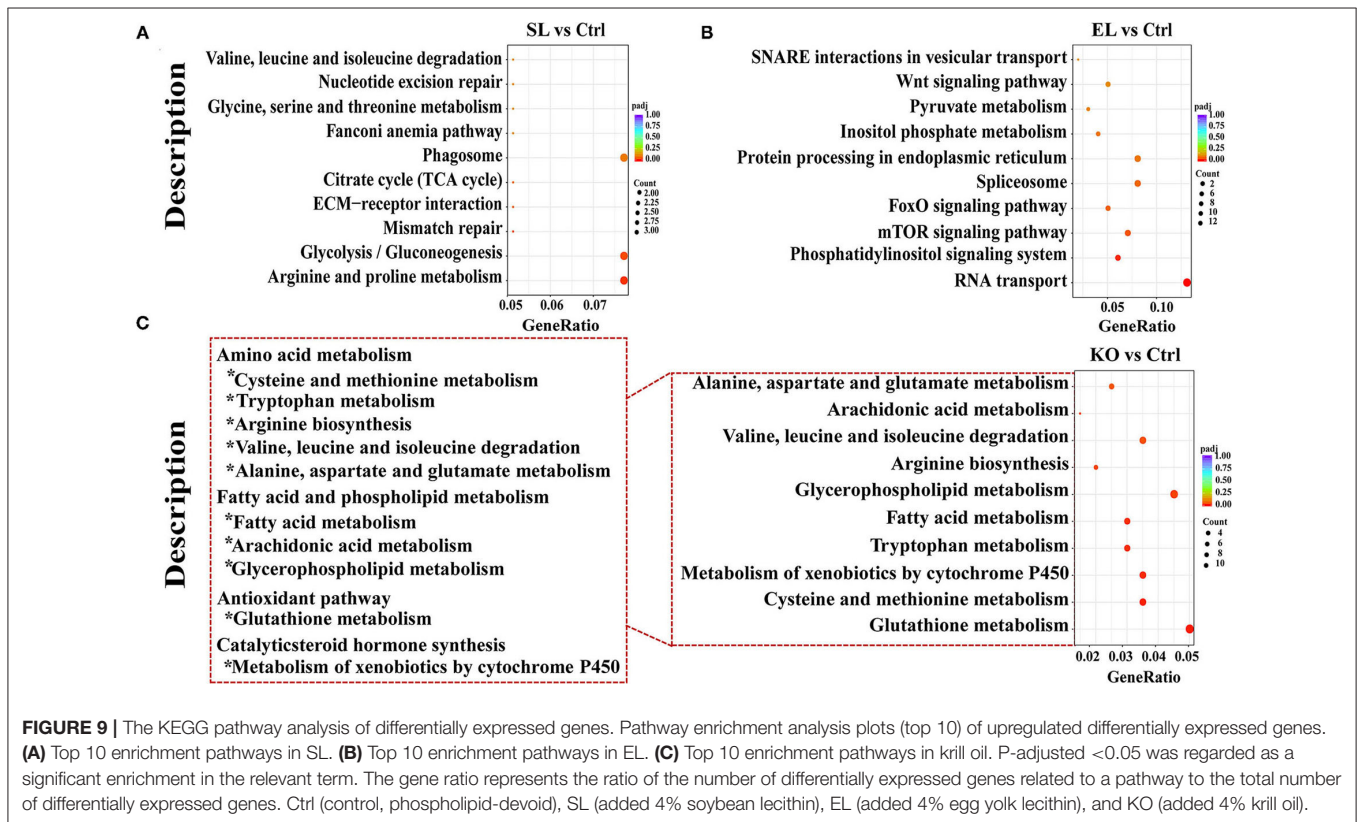 A
SL vs Ctrl
Description
Valine, leucine and isoleucine degradation
Nucleotide excision repair
Glycine, serine and threonine metabolism
Fanconi anemia pathway
Phagosome
Citrate cycle (TCA cycle)
ECM−receptor interaction
Mismatch repair
Glycolysis / Gluconeogenesis
Arginine and proline metabolism
0.05 0.06 0.07
GeneRatio
padj
1.00
0.75
0.50
0.25
0.00
Count
2.00
2.25
2.50
2.75
3.00
B
EL vs Ctrl
SNARE interactions in vesicular transport
Wnt signaling pathway
Pyruvate metabolism
Inositol phosphate metabolism
Protein processing in endoplasmic reticulum
Spliceosome
FoxO signaling pathway
mTOR signaling pathway
Phosphatidylinositol signaling system
RNA transport
0.05 0.10
GeneRatio
padj
1.00
0.75
0.50
0.25
0.00
Count
2
6
8
10
12
C
Description
Amino acid metabolism
*Cysteine and methionine metabolism
*Tryptophan metabolism
*Arginine biosynthesis
*Valine, leucine and isoleucine degradation
*Alanine, aspartate and glutamate metabolism
Fatty acid and phospholipid metabolism
*Fatty acid metabolism
*Arachidonic acid metabolism
*Glycerophospholipid metabolism
Antioxidant pathway
*Glutathione metabolism
Catalyticsteroid hormone synthesis
*Metabolism of xenobiotics by cytochrome P450
KO vs Ctrl
Alanine, aspartate and glutamate metabolism
Arachidonic acid metabolism
Valine, leucine and isoleucine degradation
Arginine biosynthesis
Glycerophospholipid metabolism
Fatty acid metabolism
Tryptophan metabolism
Metabolism of xenobiotics by cytochrome P450
Cysteine and methionine metabolism
Glutathione metabolism
0.02 0.03 0.04 0.05
GeneRatio
padj
1.00
0.75
0.50
0.25
0.00
Count
4
6
8
10
FIGURE 9 | The KEGG pathway analysis of differentially expressed genes. Pathway enrichment analysis plots (top 10) of upregulated differentially expressed genes.
(A) Top 10 enrichment pathways in SL. (B) Top 10 enrichment pathways in EL. (C) Top 10 enrichment pathways in krill oil. P-adjusted <0.05 was regarded as a
significant enrichment in the relevant term. The gene ratio represents the ratio of the number of differentially expressed genes related to a pathway to the total number
of differentially expressed genes. Ctrl (control, phospholipid-devoid), SL (added 4% soybean lecithin), EL (added 4% egg yolk lecithin), and KO (added 4% krill oil).